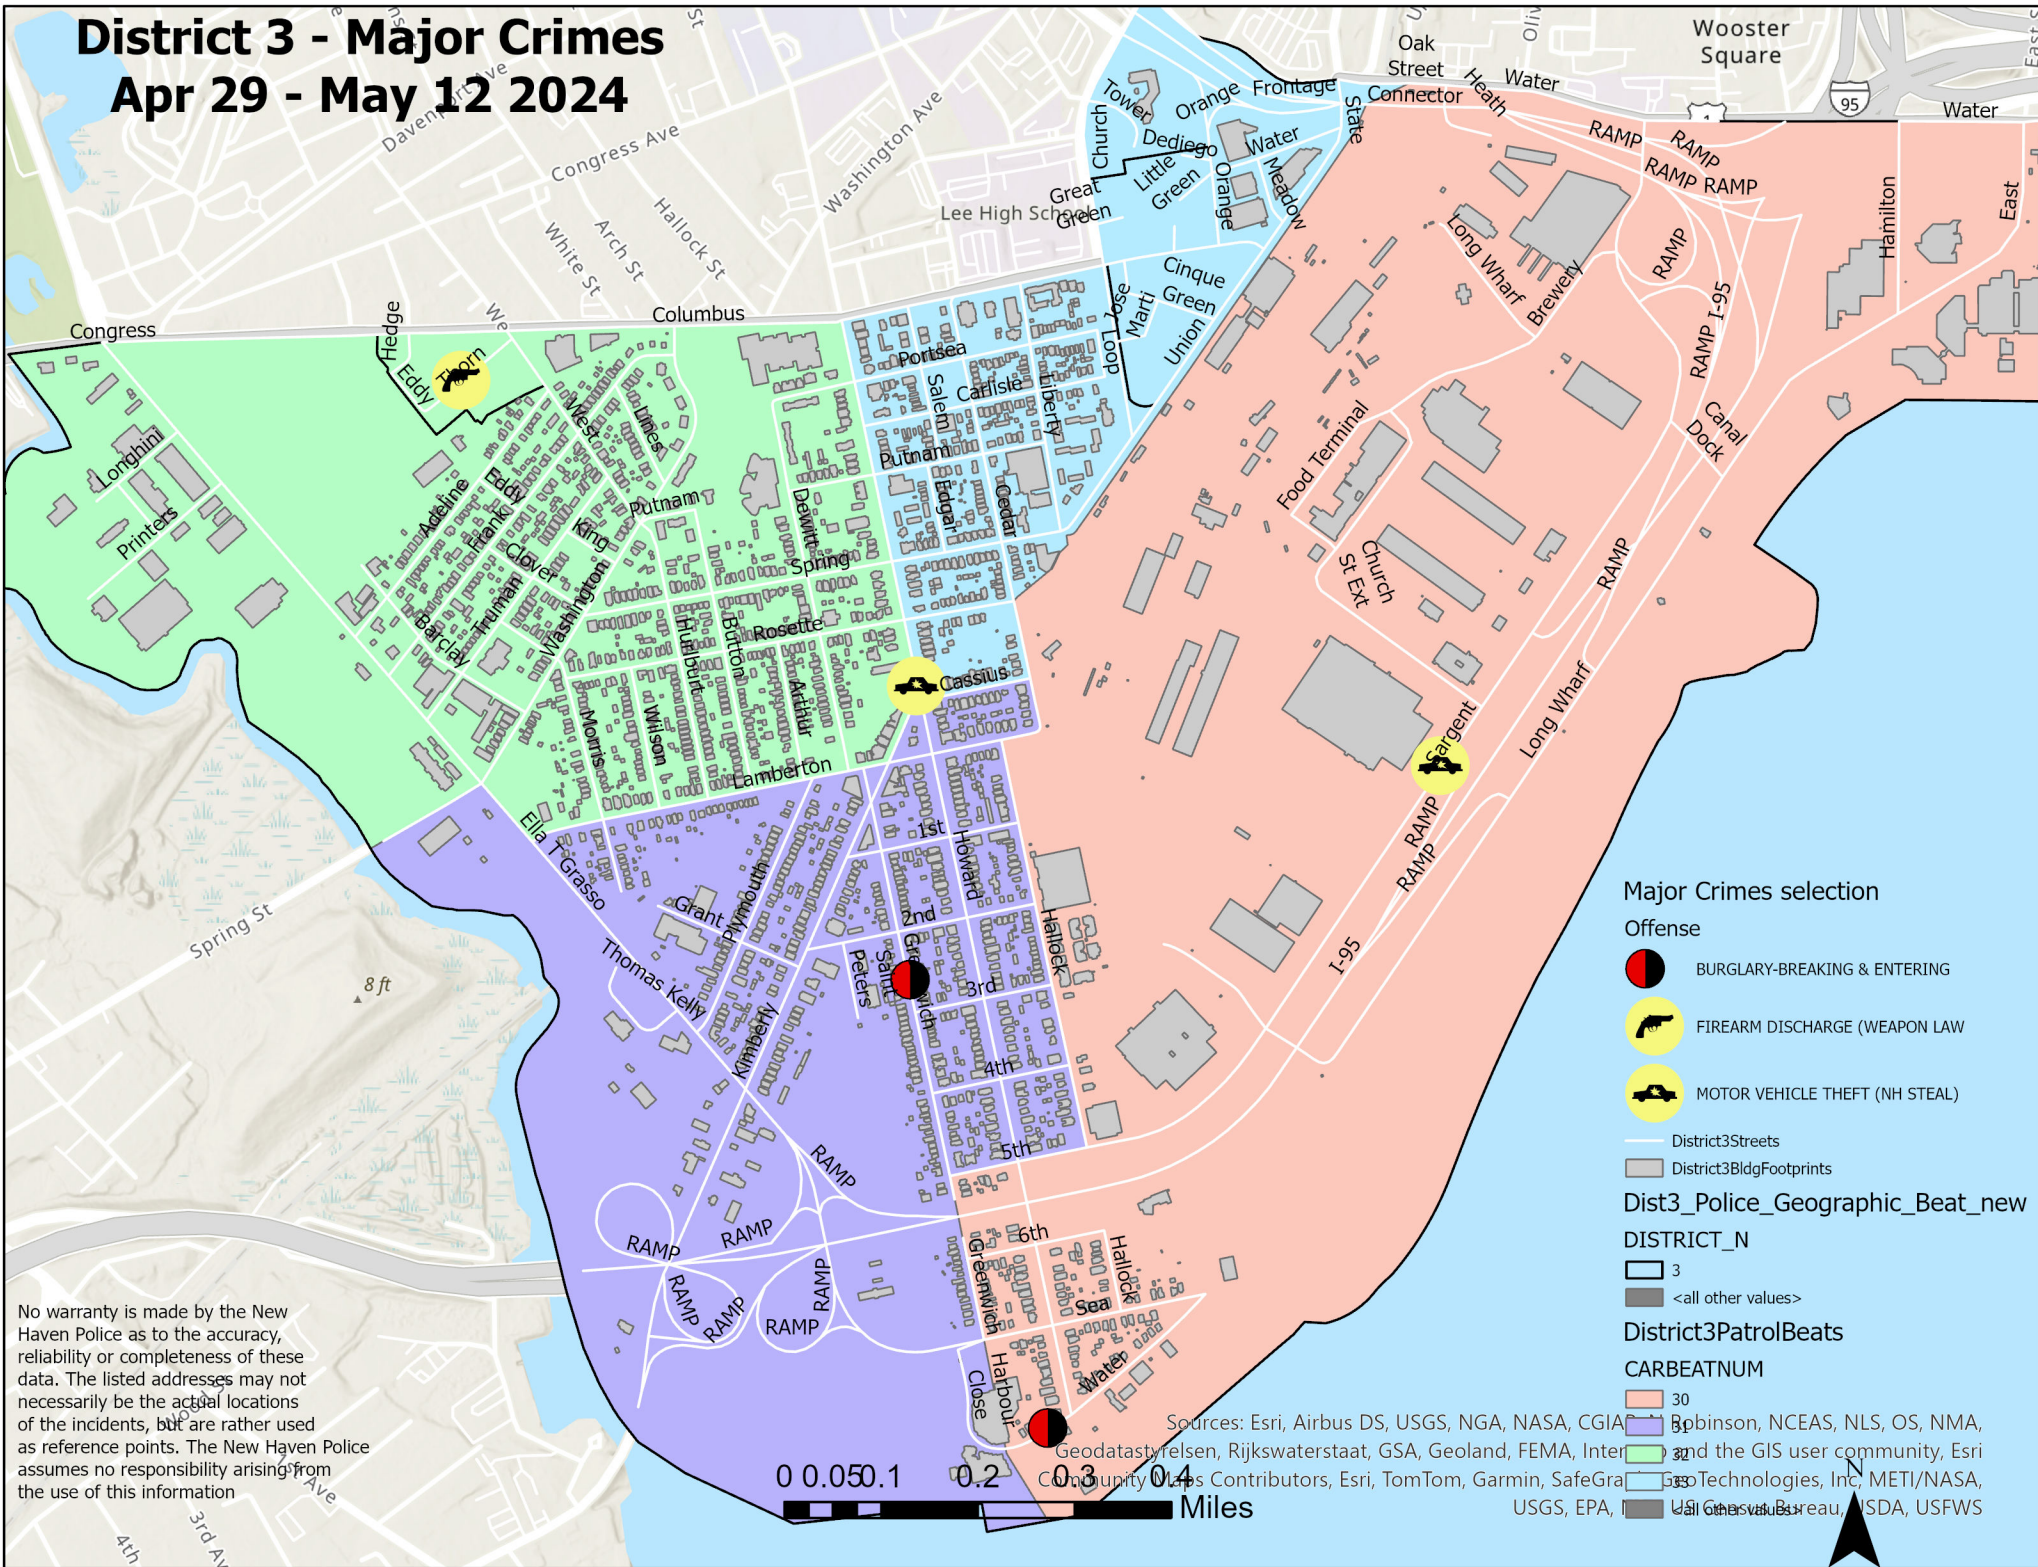 District 3 - Major Crimes
Apr 29 - May 12 2024
Davenport Ave
Congress Ave
Washington Ave
St
Hallock St
Arch St
White St
Lee High School
Wooster
Square
Oak
Street
Connector
Heath
Water
95
1
Water
Church
Tower
Orange
Frontage
State
Dediego
Water
Little
Green
Orange
Meadow
Great
Green
Cinque
Green
Jose
Marti
Loop
Union
RAMP
RAMP
RAMP
RAMP
RAMP
RAMP
I-95
Hamilton
East
Long Wharf
Brewery
Canal
Dock
Food Terminal
Church
St Ext
RAMP
Long Wharf
Sargent
RAMP
RAMP
I-95
Congress
Columbus
Hedge
Eddy
Thorn
We
West
Lines
Longhini
Printers
Adeline
Eddy
Frank
Clover
King
Truman
Barclay
Washington
Putnam
Portsea
Salem
Carlisle
Liberty
Putnam
Edgar
Cedar
Dewitt
Spring
Rosette
Hurlburt
Button
Arthur
Morris
Wilson
Cassius
Lamberton
Ella T Grasso
Grant
Plymouth
Thomas Kelly
Kimberly
1st
Howard
2nd
Peters
Saint
3rd
Hallock
4th
5th
RAMP
RAMP
RAMP
RAMP
RAMP
RAMP
RAMP
6th
Greenwich
Hallock
Sea
Water
Harbour
Close
Spring St
8 ft
Wood St
1st Ave
3rd Av
4th
Major Crimes selection
Offense
BURGLARY-BREAKING & ENTERING
FIREARM DISCHARGE (WEAPON LAW
MOTOR VEHICLE THEFT (NH STEAL)
District3Streets
District3BldgFootprints
Dist3_Police_Geographic_Beat_new
DISTRICT_N
3
<all other values>
District3PatrolBeats
CARBEATNUM
30
31
32
33
<all other values>
No warranty is made by the New
Haven Police as to the accuracy,
reliability or completeness of these
data. The listed addresses may not
necessarily be the actual locations
of the incidents, but are rather used
as reference points. The New Haven Police
assumes no responsibility arising from
the use of this information
0 0.05 0.1 0.2 0.3 0.4
Miles
Sources: Esri, Airbus DS, USGS, NGA, NASA, Robinson, NCEAS, NLS, OS, NMA,
Geodatastyrelsen, Rijkswaterstaat, GSA, Geoland, FEMA, and the GIS user community, Esri
Community Maps Contributors, Esri, TomTom, Garmin, GeoTechnologies, Inc, METI/NASA,
USGS, EPA, US Census Bureau, USDA, USFWS
N